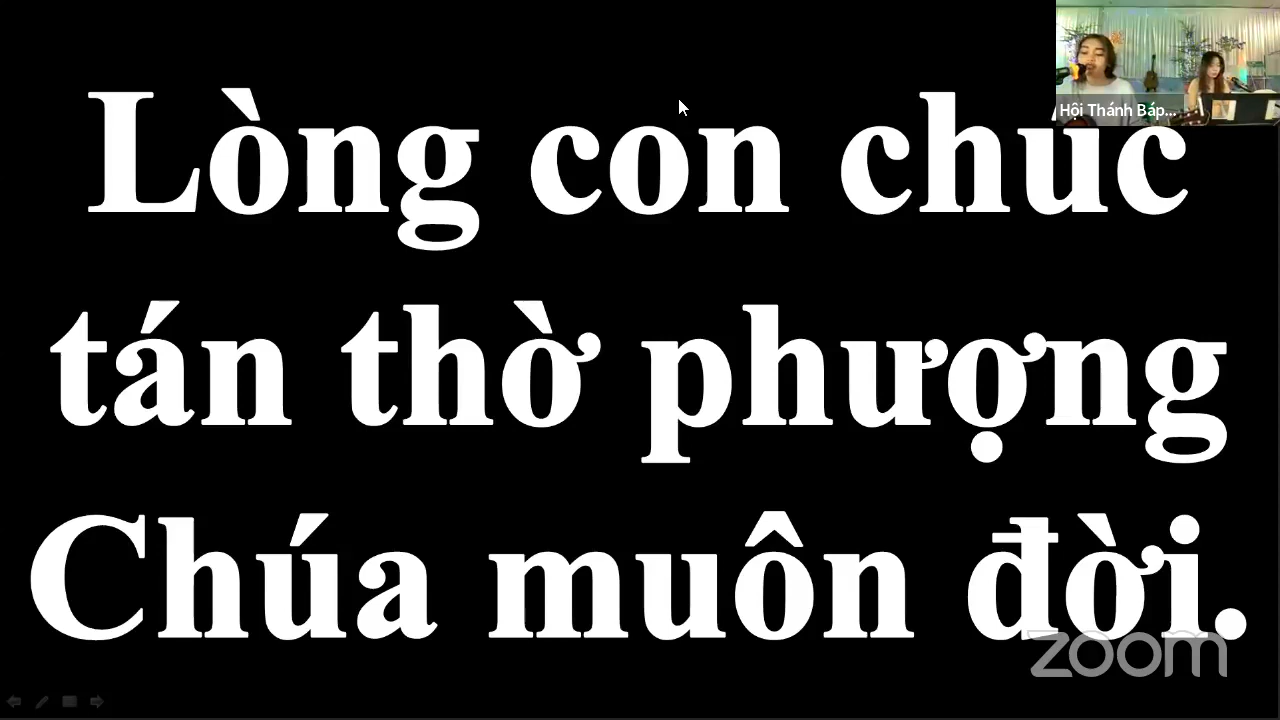 Hội Thánh Báp...
Lòng con chúc
tán thờ phượng
Chúa muôn đời.
zoom